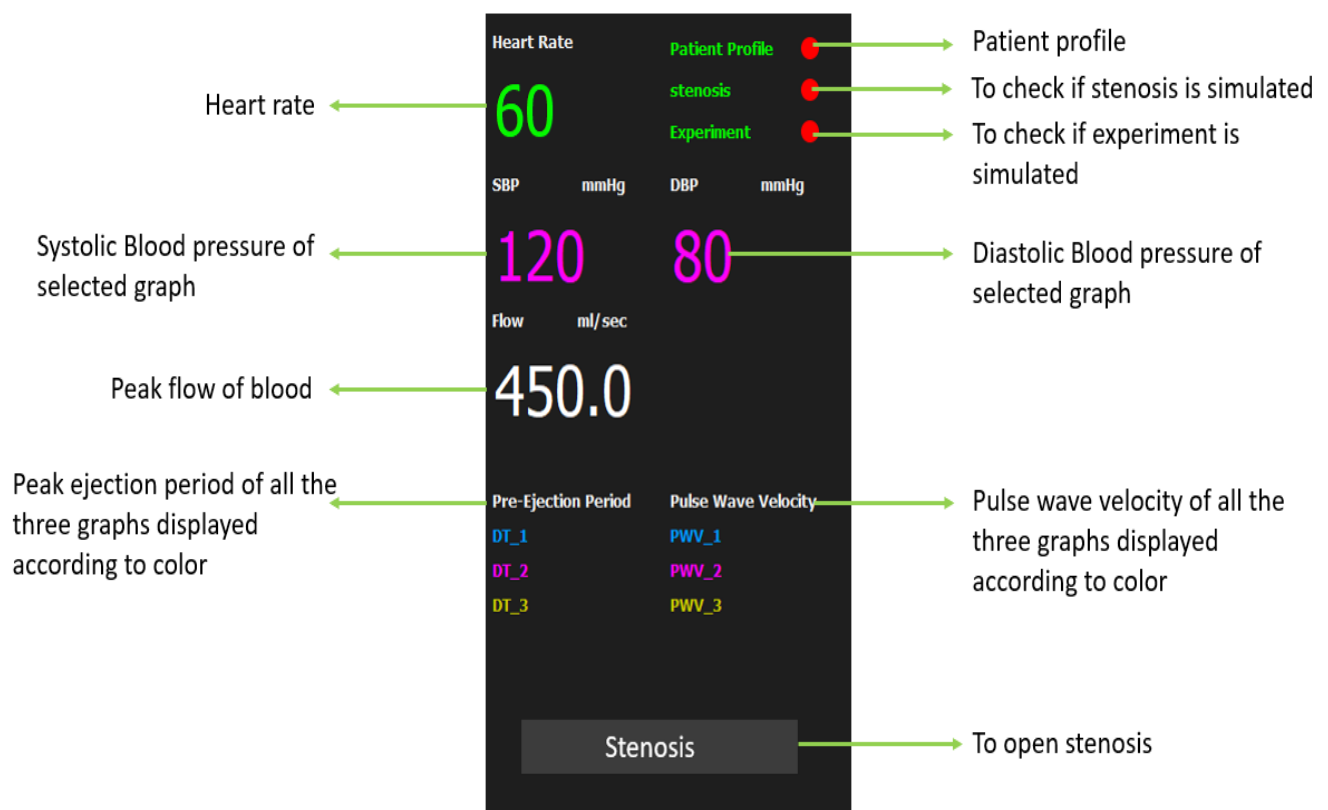 Heart Rate
Patient Profile
Patient profile
stenosis
To check if stenosis is simulated
Heart rate
60
Experiment
To check if experiment is
simulated
SBP mmHg DBP mmHg
Systolic Blood pressure of
selected graph
120
80
Diastolic Blood pressure of
selected graph
Flow ml/sec
Peak flow of blood
450.0
Peak ejection period of all the
three graphs displayed
according to color
Pre-Ejection Period
Pulse Wave Velocity
DT_1 PWV_1
DT_2 PWV_2
DT_3 PWV_3
Pulse wave velocity of all the
three graphs displayed
according to color
Stenosis
To open stenosis